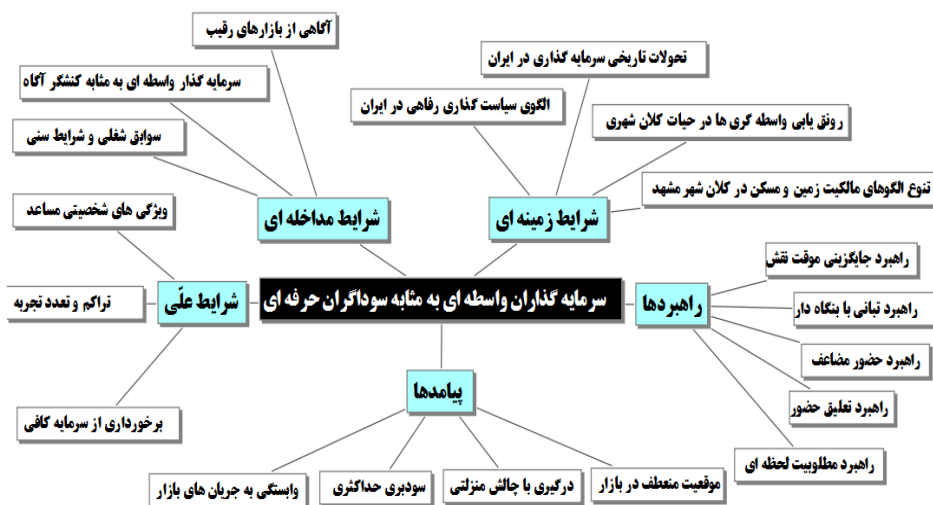 آگاهی از بازارهای رقیب
سرمایه گذار واسطه ای به مثابه کنشگر آگاه
سوابق شغلی و شرایط سنی
شرایط مداخله ای
تحولات تاریخی سرمایه گذاری در ایران
الگوی سیاست گذاری رفاهی در ایران
رونق یابی واسطه گری ها در حیات کلان شهری
تنوع الگوهای مالکیت زمین و مسکن در کلان شهر مشهد
شرایط زمینه ای
ویژگی های شخصیتی مساعد
تراکم و تعدد تجربه
برخورداری از سرمایه کافی
شرایط علّی
سرمایه گذاران واسطه ای به مثابه سوداگران حرفه ای
راهبردها
راهبرد جایگزینی موقت نقش
راهبرد تبانی با بنگاه دار
راهبرد حضور مضاعف
راهبرد تعلیق حضور
راهبرد مطلوبیت لحظه ای
پیامدها
موقعیت منعطف در بازار
درگیری با چالش منزلتی
سودبری حداکثری
وابستگی به جریان های بازار